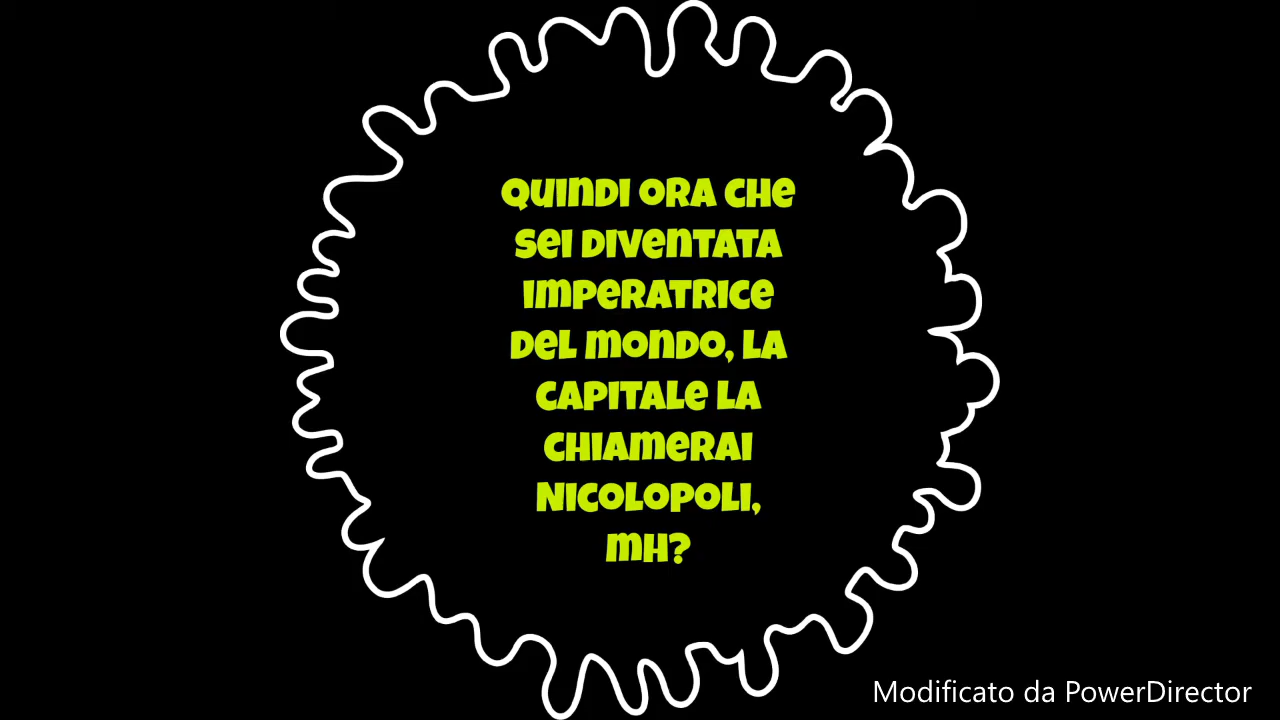 Quindi ora che
sei diventata
imperatrice
del mondo, la
capitale la
chiamerai
Nicolopoli,
mh?
Modificato da PowerDirector